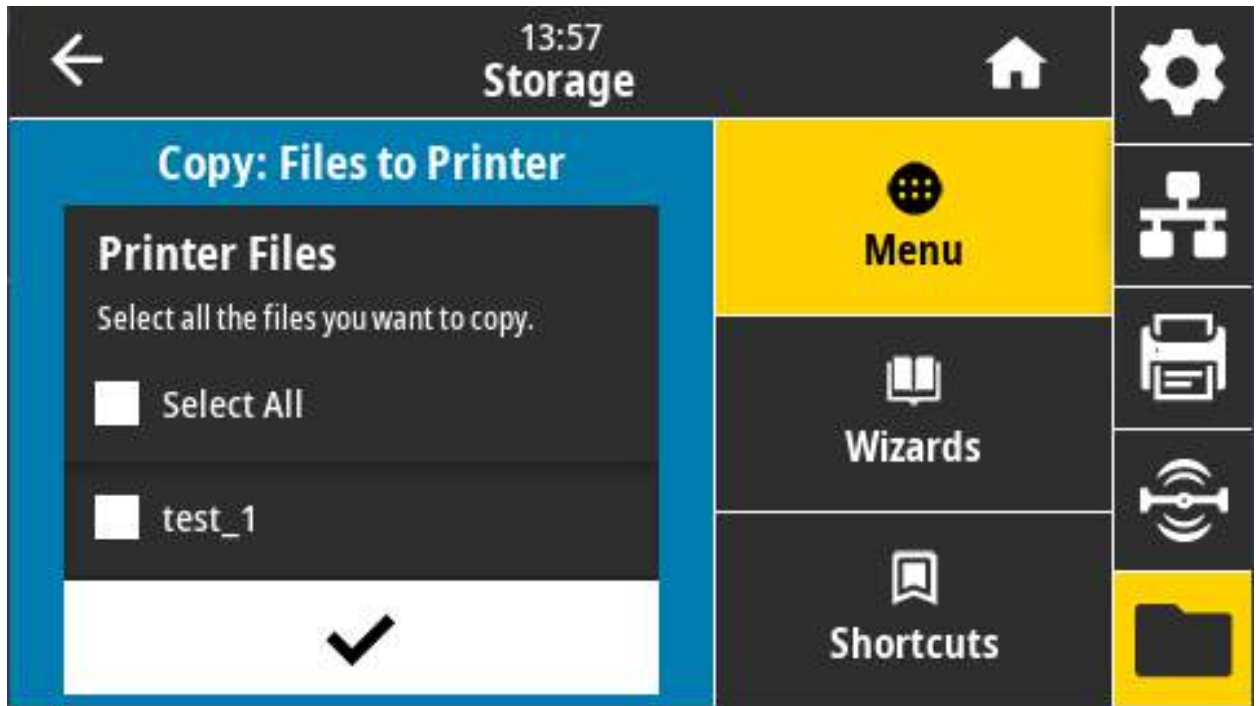 13:57
Storage
Copy: Files to Printer
Printer Files
Select all the files you want to copy.
Select All
test_1
Menu
Wizards
Shortcuts